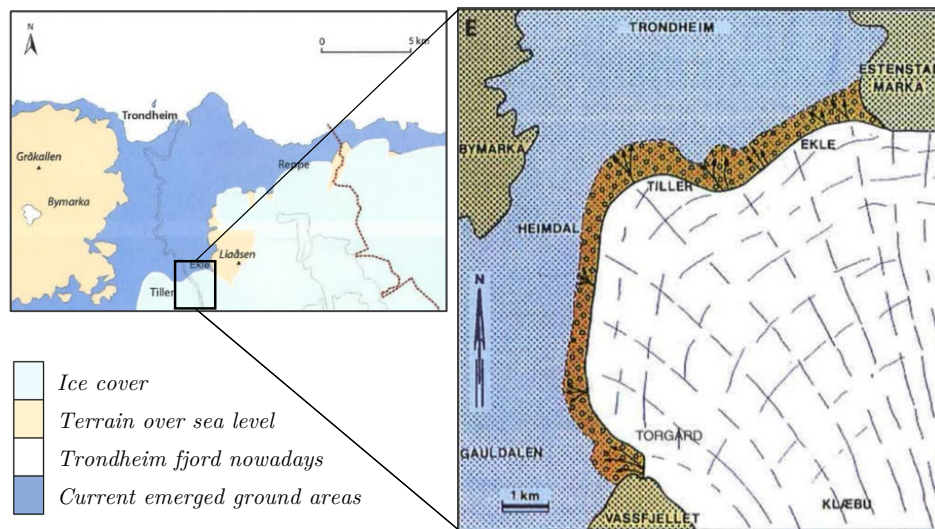 N
0
5 km
d
Trondheim
Gråkallen
Bymarka
Reppe
Liaåsen
Ekle
Tiller
Ice cover
Terrain over sea level
Trondheim fjord nowadays
Current emerged ground areas
E
TRONDHEIM
ESTENSTAD
MARKA
BYMARKA
EKLE
TILLER
HEIMDAL
N
TORGÅRD
GAULDALEN
1 km
KLÆBU
VASSFJELLET